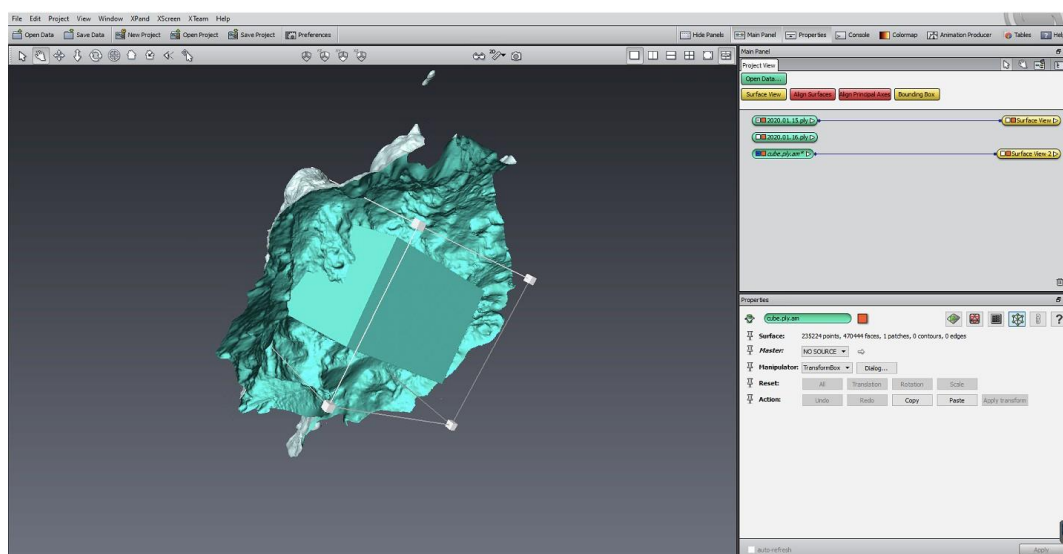 File Edit Project View Window XPand XScreen XTeam Help
Open Data Save Data New Project Open Project Save Project Preferences Hide Panels Main Panel Properties Console Colormap Animation Producer Tables Help
Main Panel
Project View
Open Data...
Surface View Align Surfaces Align Principal Axes Bounding Box
2020.01.15.ply Surface View
2020.01.16.ply
cube.ply.am* Surface View 2
Properties
cube.ply.am ?
Surface: 235224 points, 470444 faces, 1 patches, 0 contours, 0 edges
Master: NO SOURCE
Manipulator: TransformBox Dialog...
Reset: All Translation Rotation Scale
Action: Undo Redo Copy Paste Apply transform
auto-refresh Apply